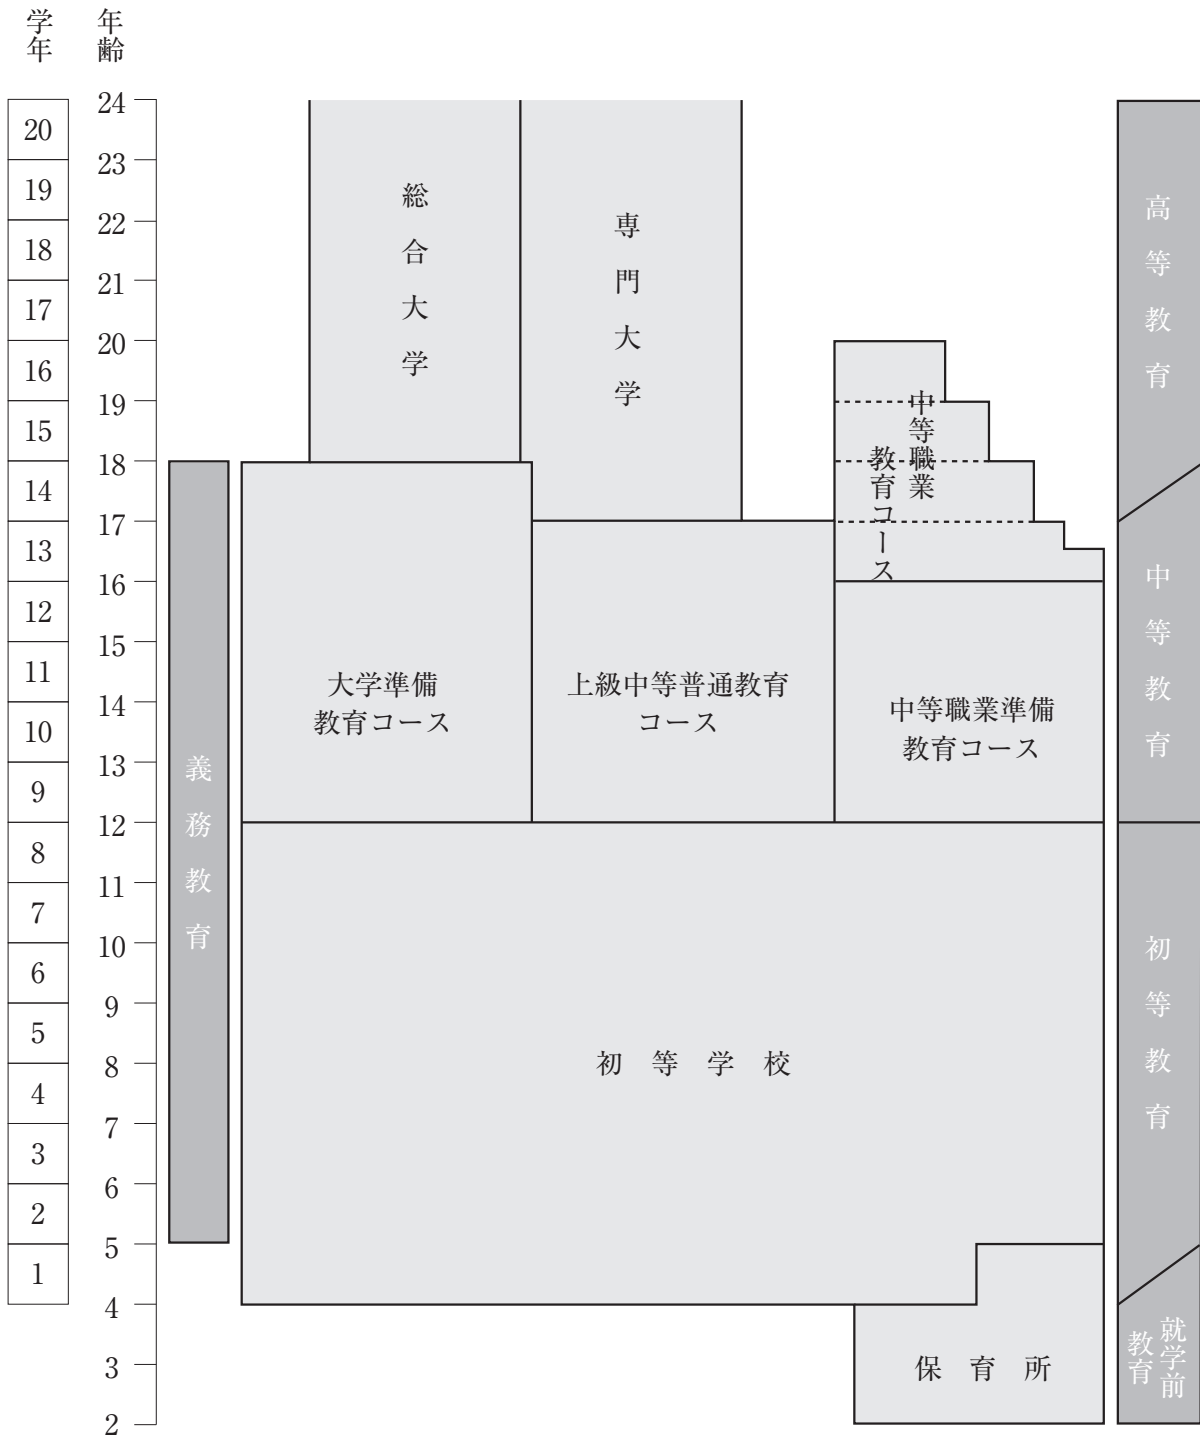 学年
年齢
20
19
18
17
16
15
14
13
12
11
10
9
8
7
6
5
4
3
2
1
24
23
22
21
20
19
18
17
16
15
14
13
12
11
10
9
8
7
6
5
4
3
2
義務教育
総合大学
専門大学
中等職業
教育コース
大学準備
教育コース
上級中等普通教育
コース
中等職業準備
教育コース
初等学校
保育所
高等教育
中等教育
初等教育
就学前
教育